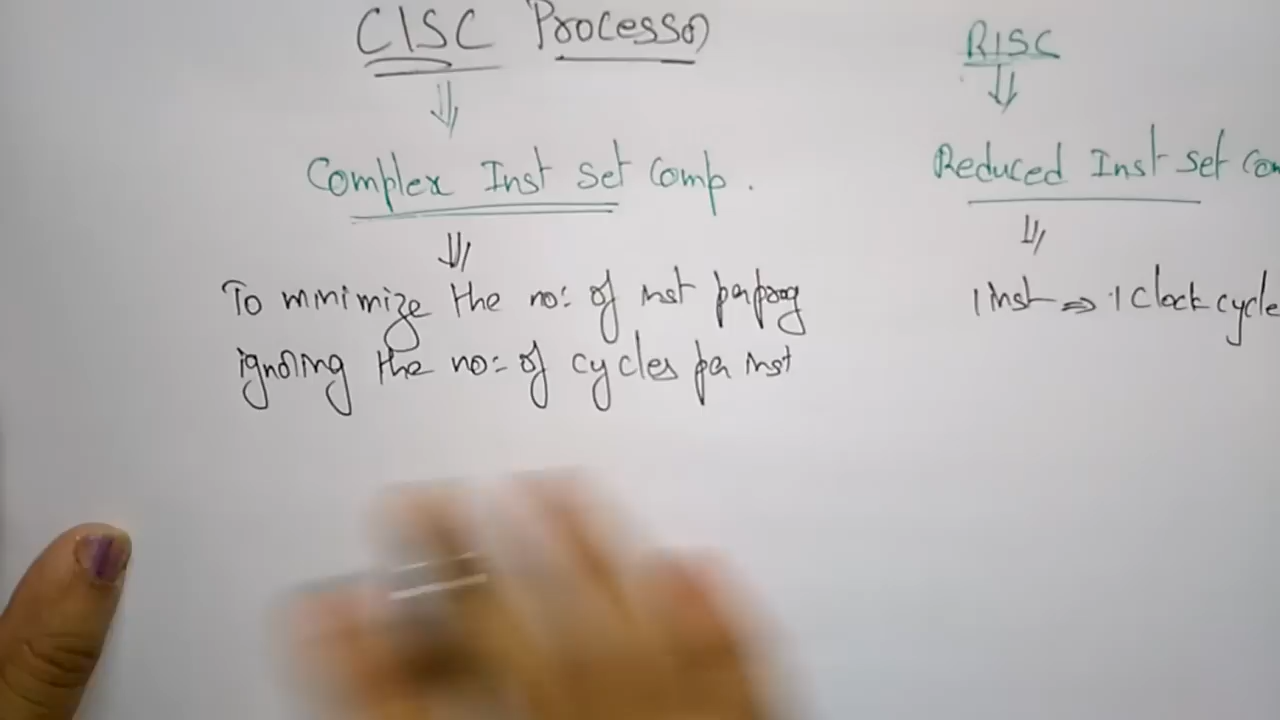 CISC Processor
Complex Inst set Comp.
To minimize the no: of inst per prog
ignoring the no: of cycles per inst
RISC
Reduced Inst set Com
1 inst ⇒ 1 Clock cycle